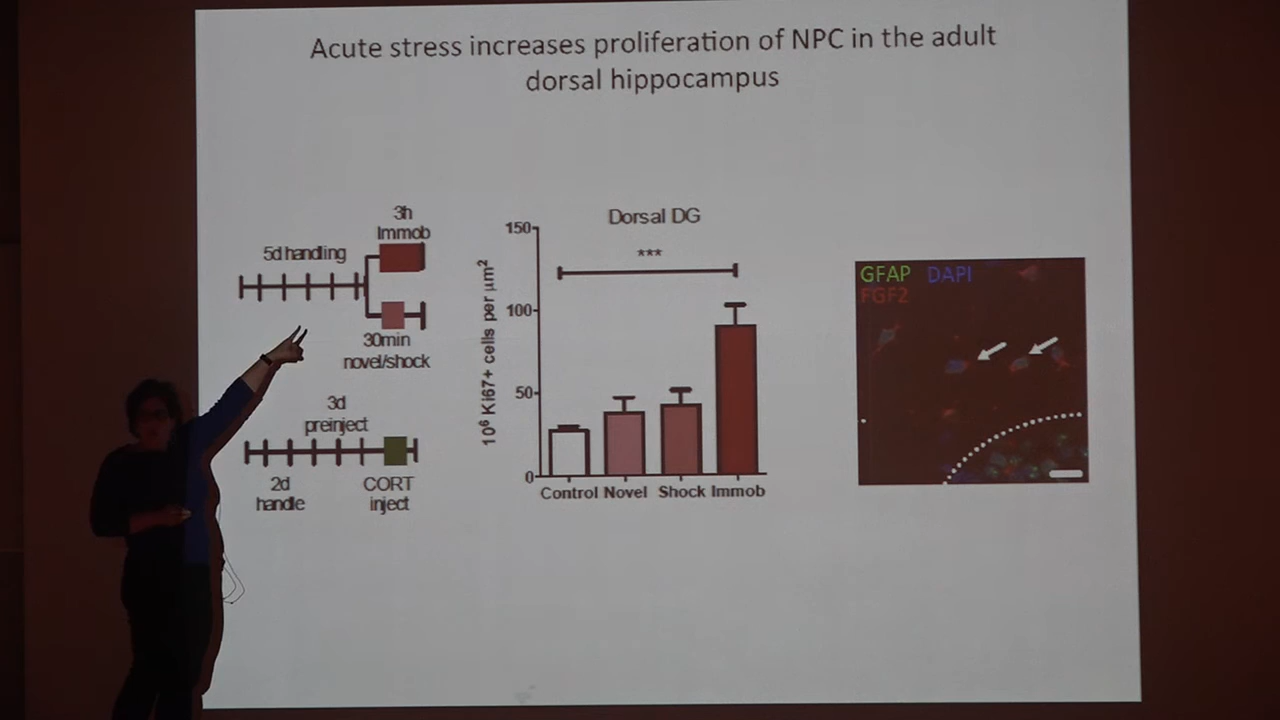 Acute stress increases proliferation of NPC in the adult
dorsal hippocampus
3h
Immob
5d handling
30min
novel/shock
3d
preinject
2d
handle
CORT
inject
Dorsal DG
***
150
100
50
0
10⁶ Ki67+ cells per µm²
Control Novel Shock Immob
GFAP DAPI
FGF2